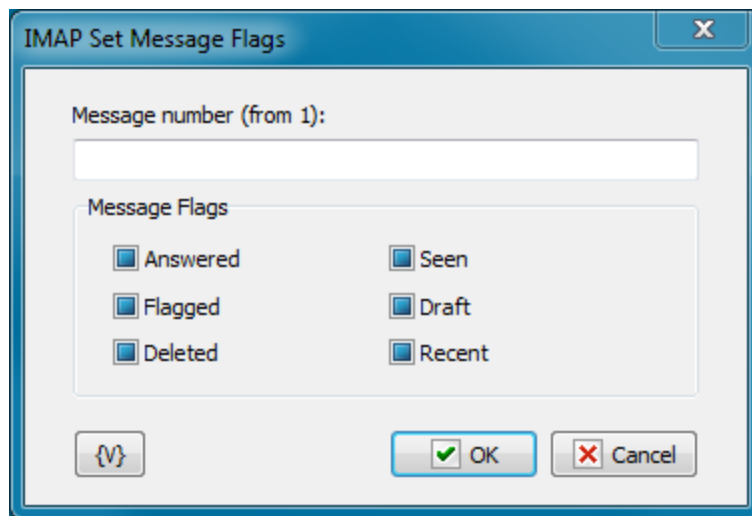 IMAP Set Message Flags
Message number (from 1):
Message Flags
Answered Seen
Flagged Draft
Deleted Recent
{V} OK Cancel